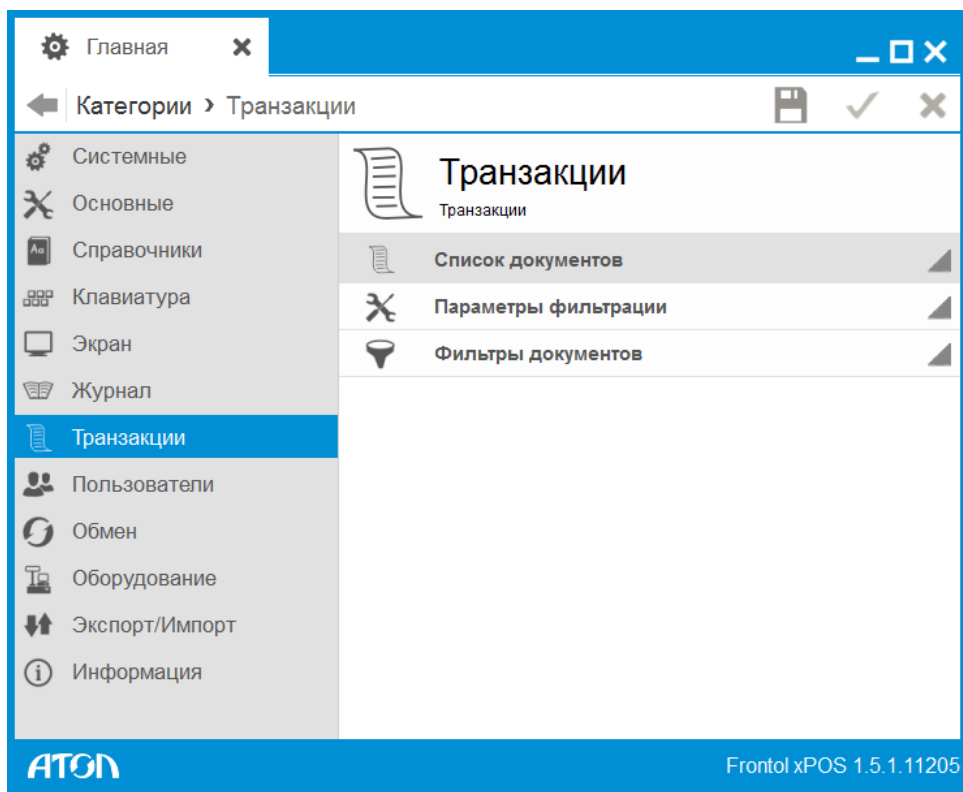 Главная
Категории > Транзакции
Системные
Основные
Справочники
Клавиатура
Экран
Журнал
Транзакции
Пользователи
Обмен
Оборудование
Экспорт/Импорт
Информация
Транзакции
Транзакции
Список документов
Параметры фильтрации
Фильтры документов
АТОЛ
Frontol xPOS 1.5.1.11205